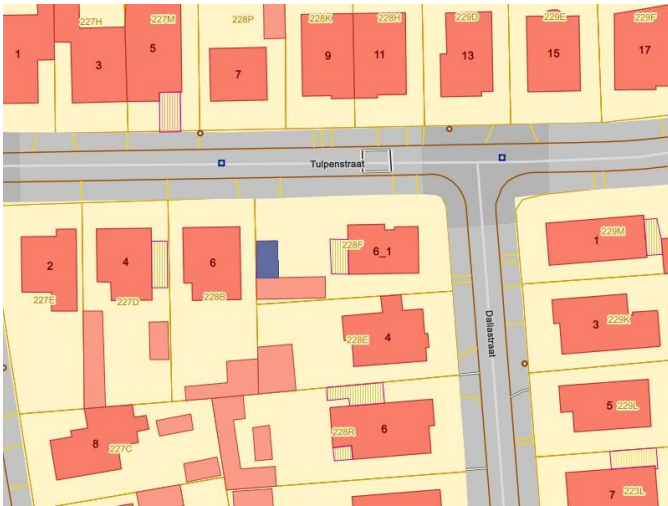 227H
227M
228P
228K
228H
229D
229E
229F
1
3
5
7
9
11
13
15
17
Tulpenstraat
2
227E
4
227D
6
228B
228F
6_1
1
229M
228E
4
Daliastraat
3
229K
8
227C
228R
6
5
229L
7
223L